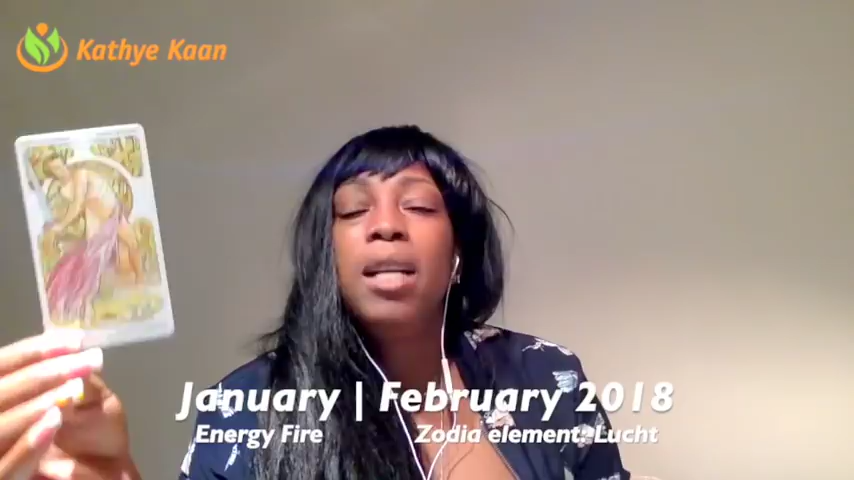 Kathye Kaan
January | February 2018
Energy Fire
Zodia element: Lucht